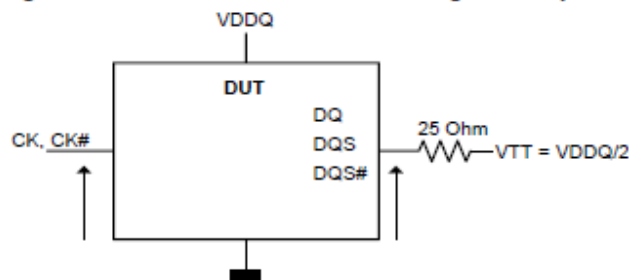 VDDQ
DUT
DQ
CK, CK#
DQS
25 Ohm
VTT = VDDQ/2
DQS#